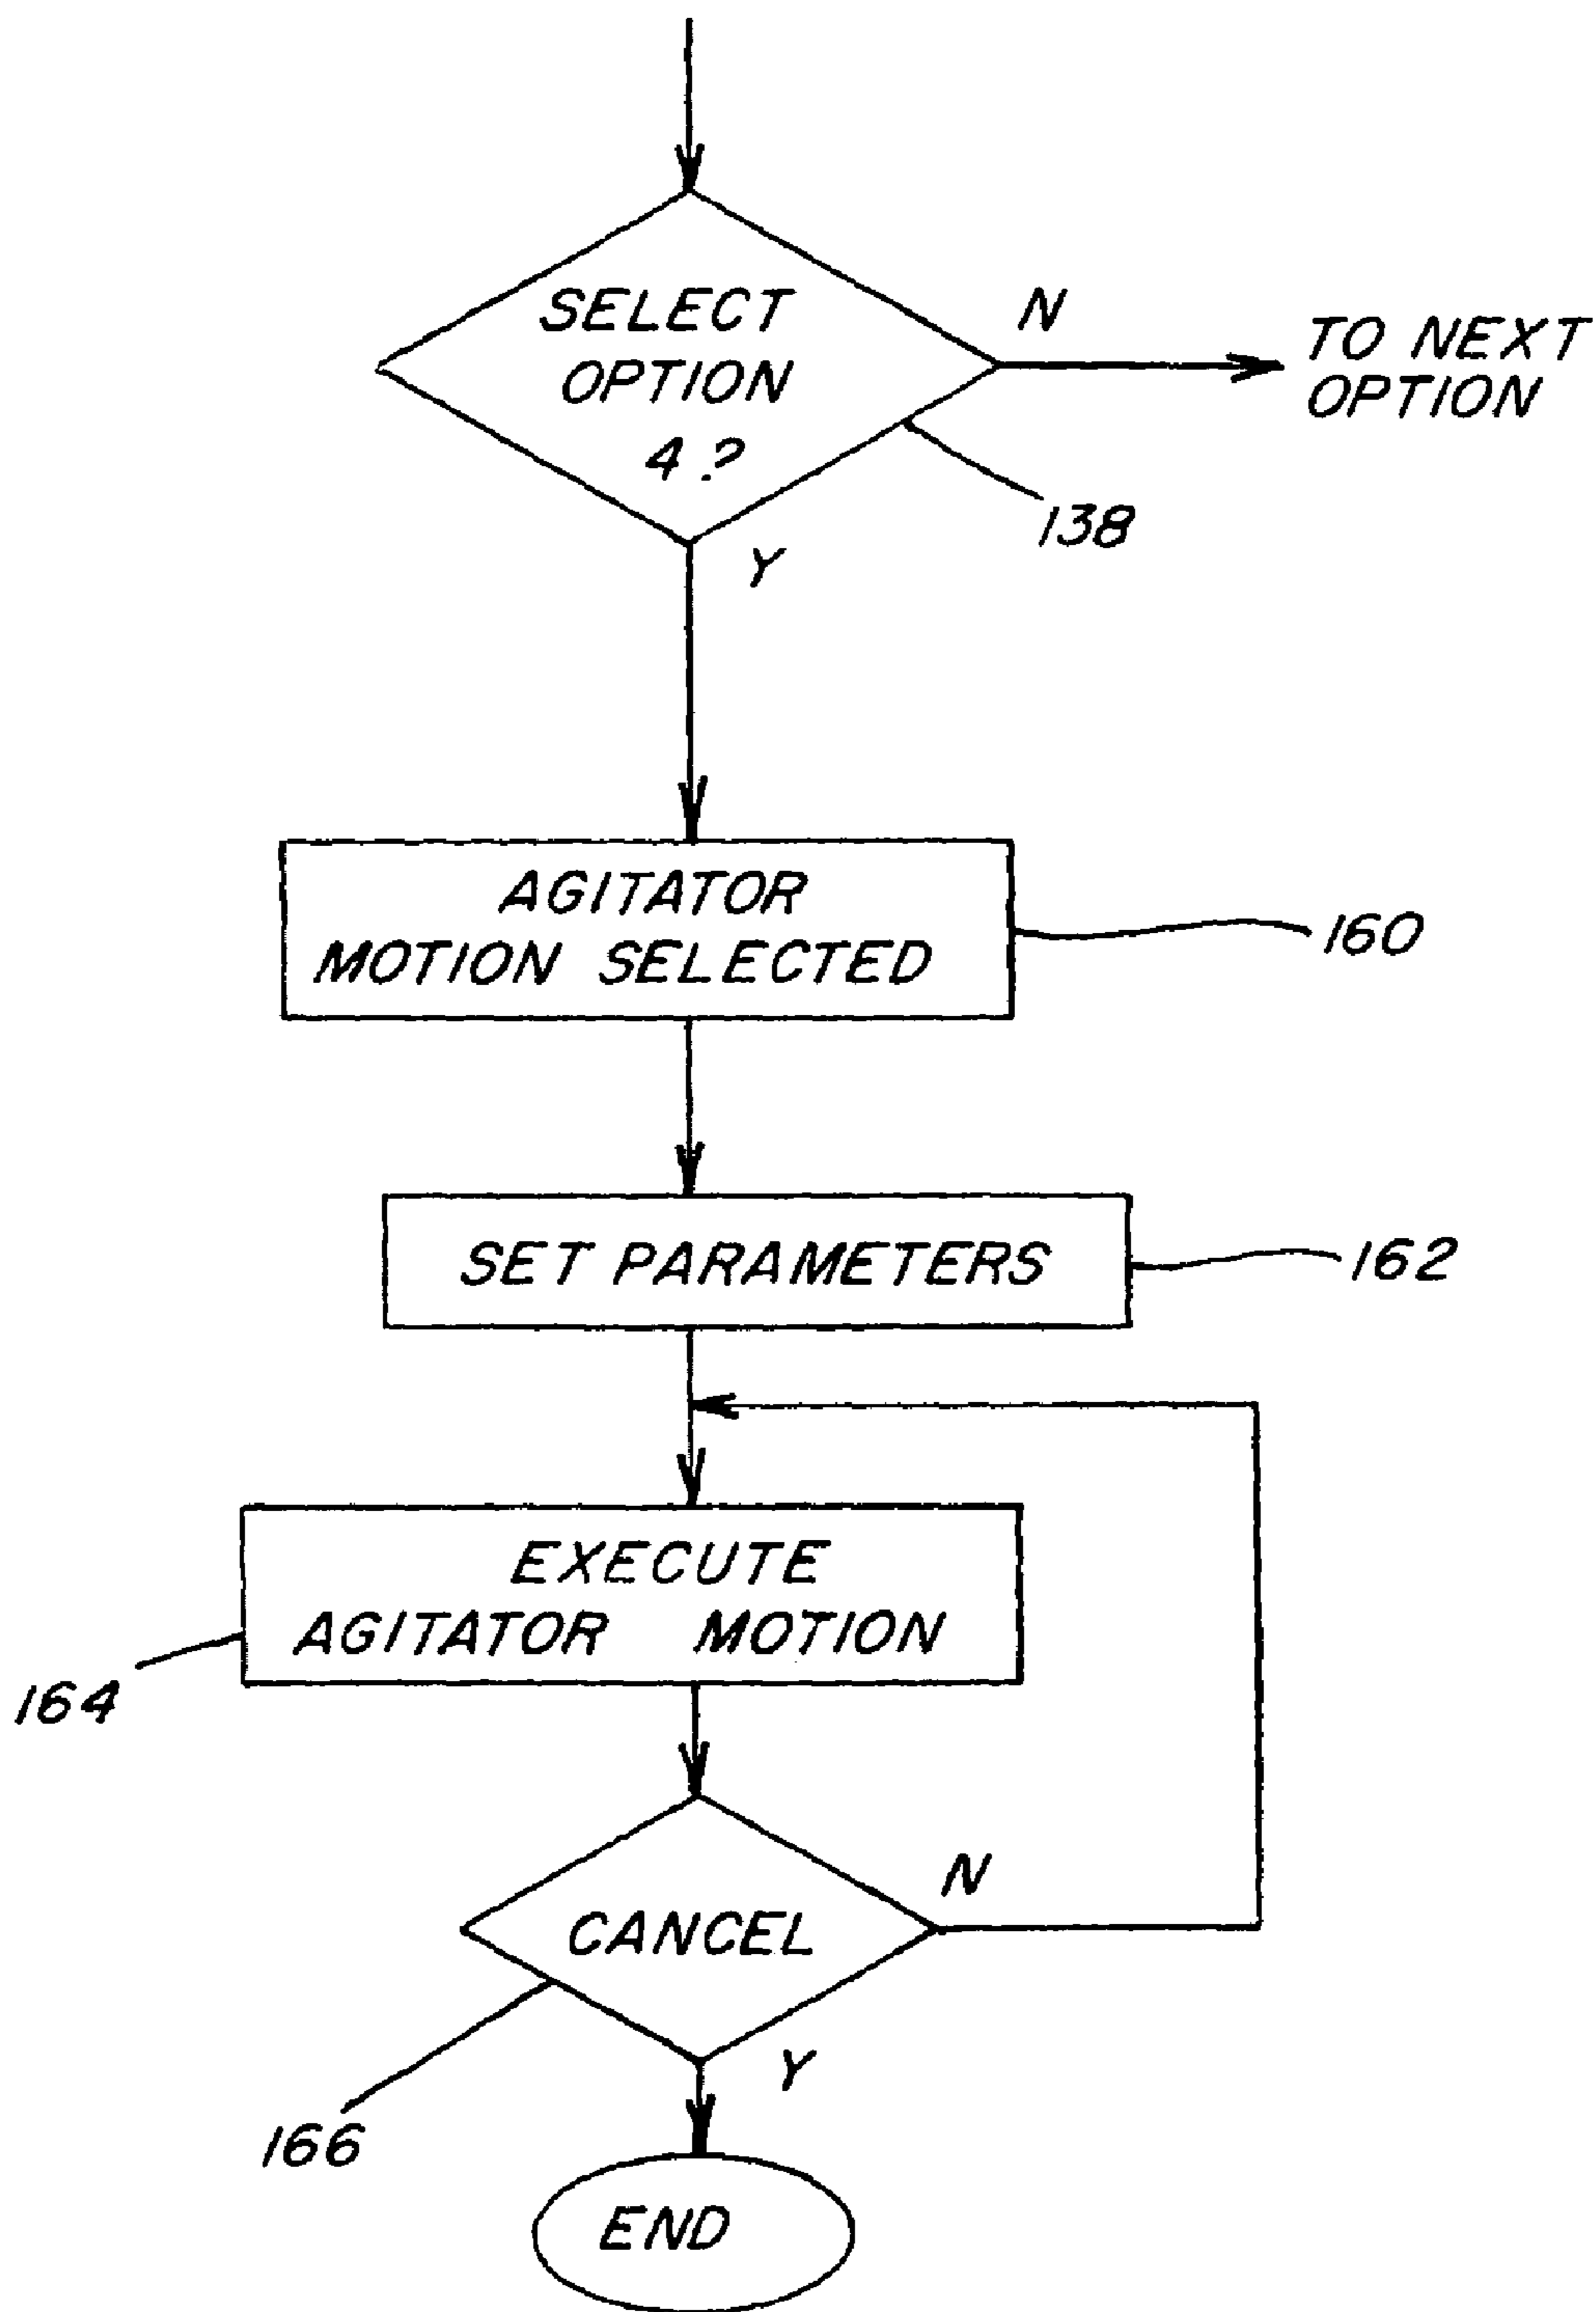 SELECT
OPTION
4?
N
TO NEXT
OPTION
138
Y
AGITATOR
MOTION SELECTED
160
SET PARAMETERS
162
EXECUTE
AGITATOR MOTION
164
N
CANCEL
Y
166
END